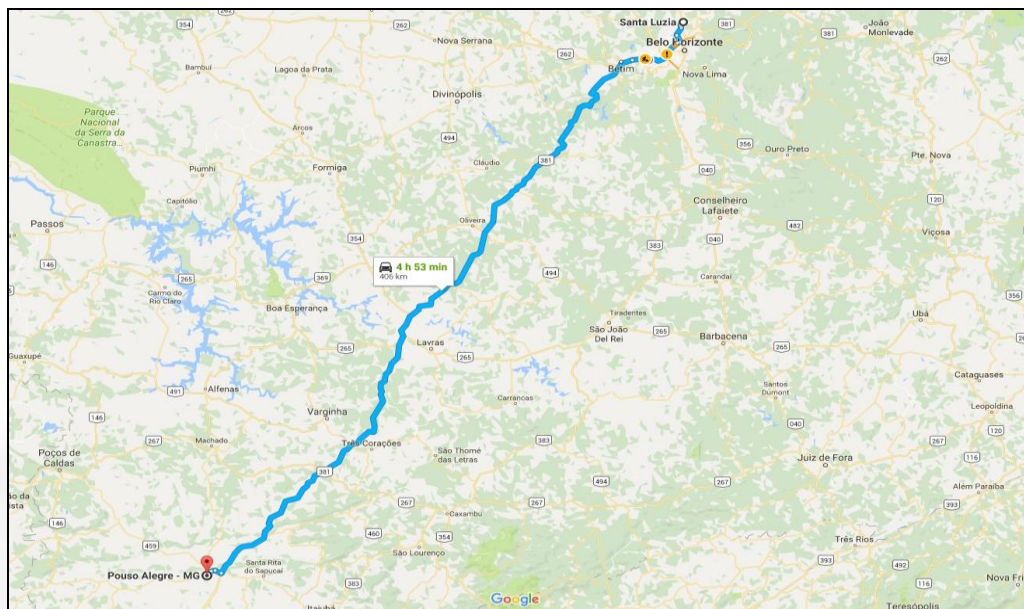 354
262
Santa Luzia
381
João
Monlevade
Nova Serrana
262
Belo Horizonte
381
262
Bambuí
Lagoa da Prata
Betim
Nova Lima
Divinópolis
Parque
Nacional
da Serra da
Canastra...
Arcos
494
356
Ouro Preto
Pte. Nova
Piumhi
Formiga
Cláudio
381
040
Capitólio
120
Conselheiro
Lafaiete
Passos
Oliveira
482
354
383
040
Viçosa
146
4 h 53 min
406 km
494
265
369
Carandaí
Carmo do
Rio Claro
356
Boa Esperança
Tiradentes
Ubá
São João
Del Rei
265
Barbacena
Lavras
265
265
265
Guaxupé
Cataguases
491
Alfenas
Santos
Dumont
Carrancas
Leopoldina
146
Varginha
040
120
267
Machado
Três Corações
383
Poços de
Caldas
São Thomé
das Letras
Juiz de Fora
116
381
494
267
Além Paraíba
393
267
267
146
Caxambu
460
354
Três Rios
459
São Lourenço
393
492
Santa Rita
do Sapucaí
Pouso Alegre - MG
383
116
Nova Fri
Itajubá
Google
Teresópolis